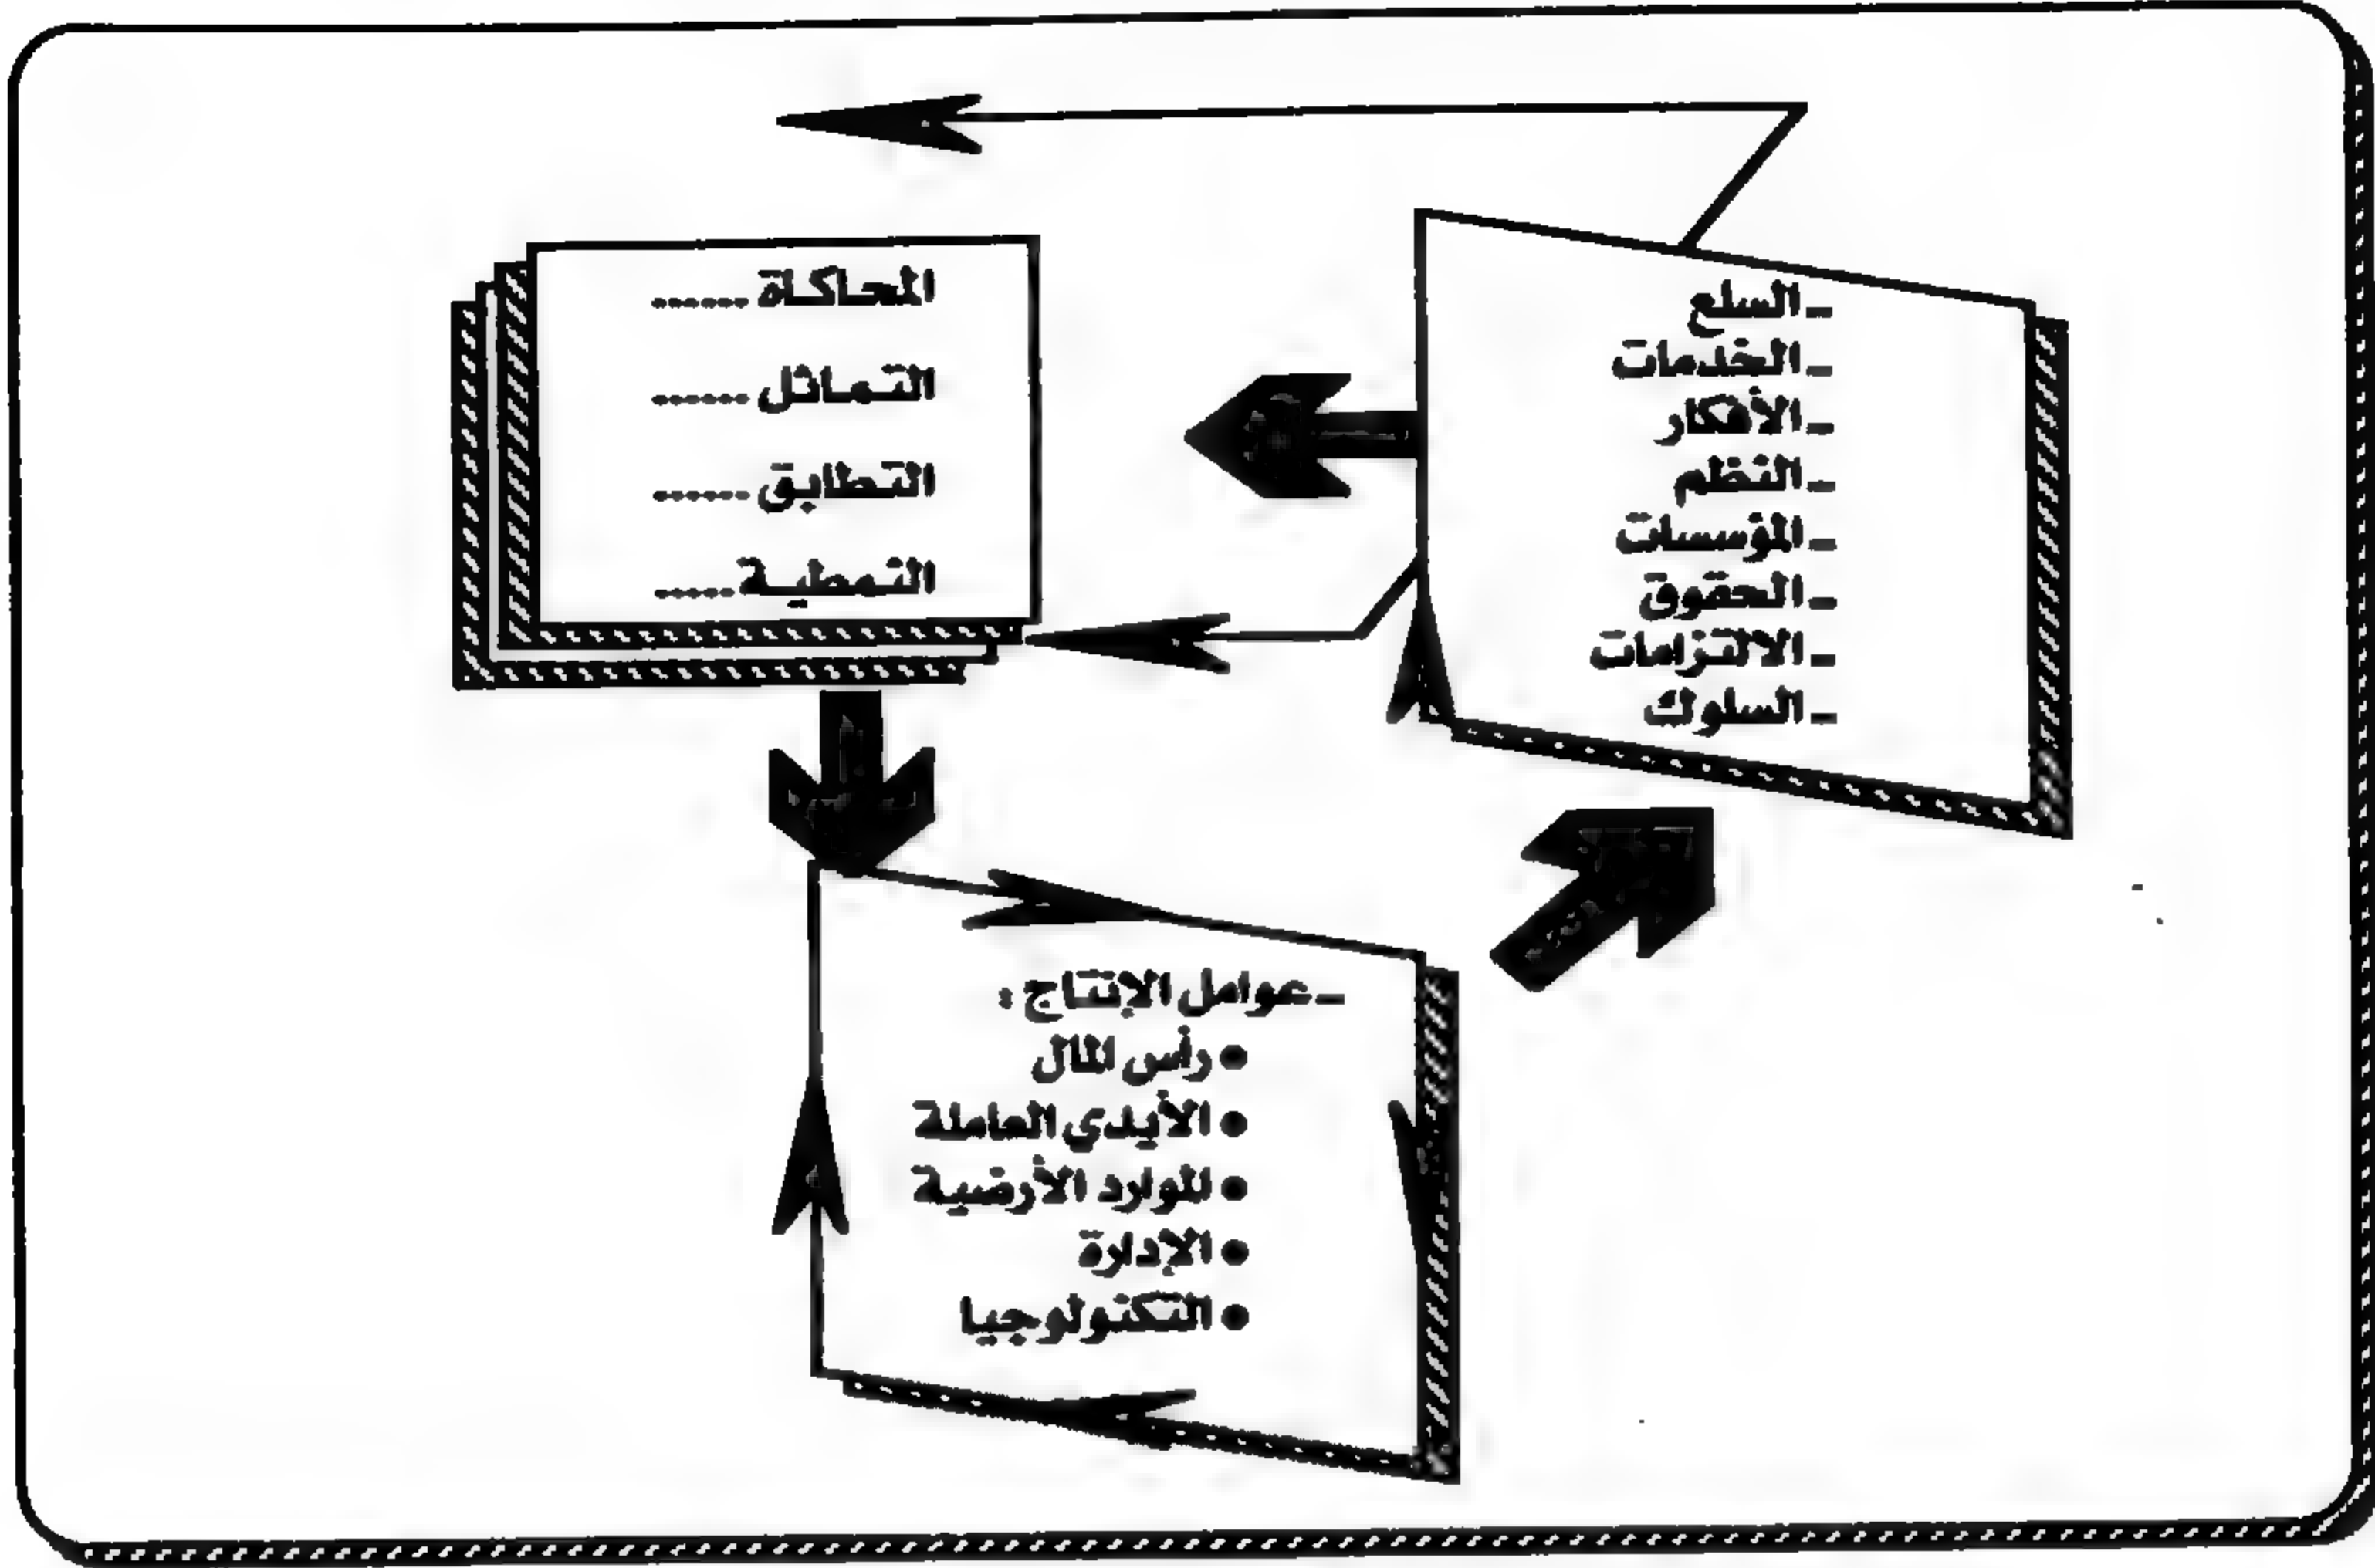 - السلع
- الخدمات
- الأفكار
- النظم
- المؤسسات
- الحقوق
- الالتزامات
- السلوك
المحاكاة ......
التماثل ......
التطابق ......
النمطية .....
- عوامل الإنتاج :
• رأس المال
• الأيدي العاملة
• الموارد الأرضية
• الإدارة
• التكنولوجيا